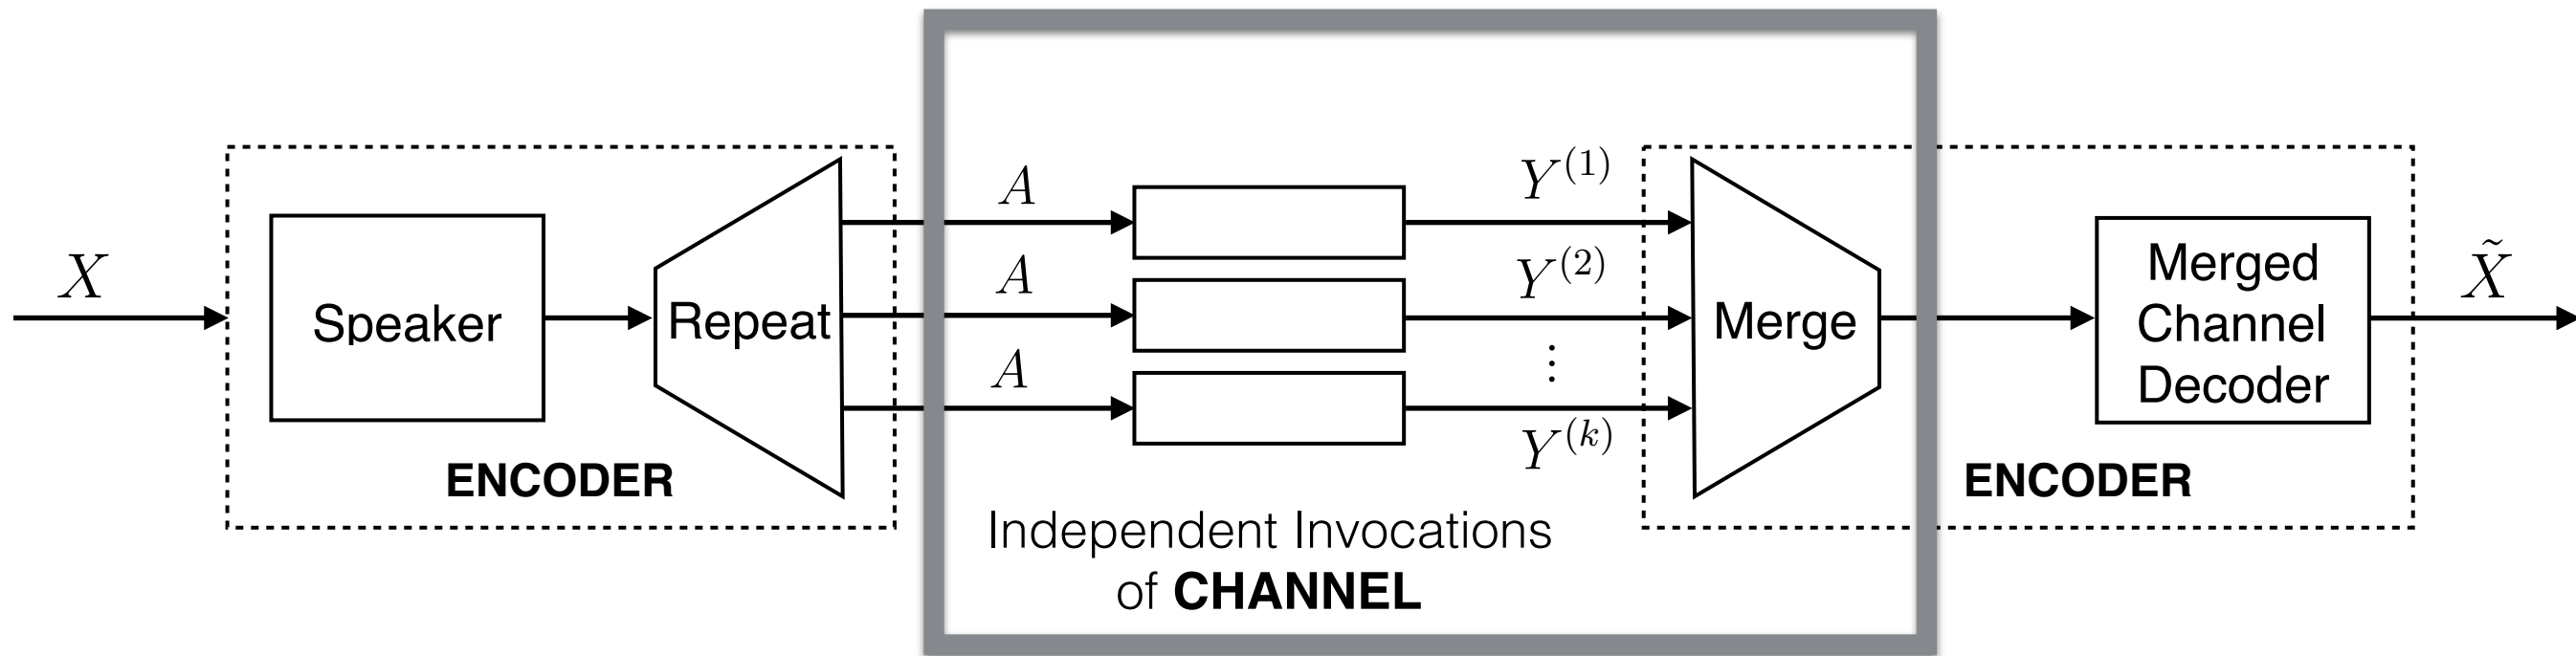 X
Speaker
Repeat
ENCODER
A
A
A
Y^{(1)}
Y^{(2)}
⋮
Y^{(k)}
Independent Invocations
of CHANNEL
Merge
ENCODER
Merged
Channel
Decoder
X̃